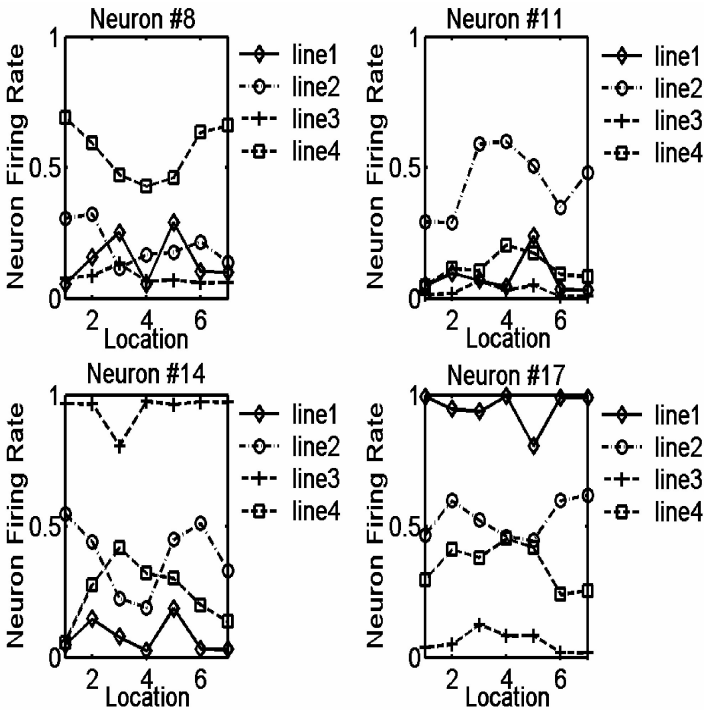 Neuron #8
Neuron Firing Rate
1
0.5
0
2 4 6
Location
line1
line2
line3
line4
Neuron #11
Neuron Firing Rate
1
0.5
0
2 4 6
Location
line1
line2
line3
line4
Neuron #14
Neuron Firing Rate
1
0.5
0
2 4 6
Location
line1
line2
line3
line4
Neuron #17
Neuron Firing Rate
1
0.5
0
2 4 6
Location
line1
line2
line3
line4